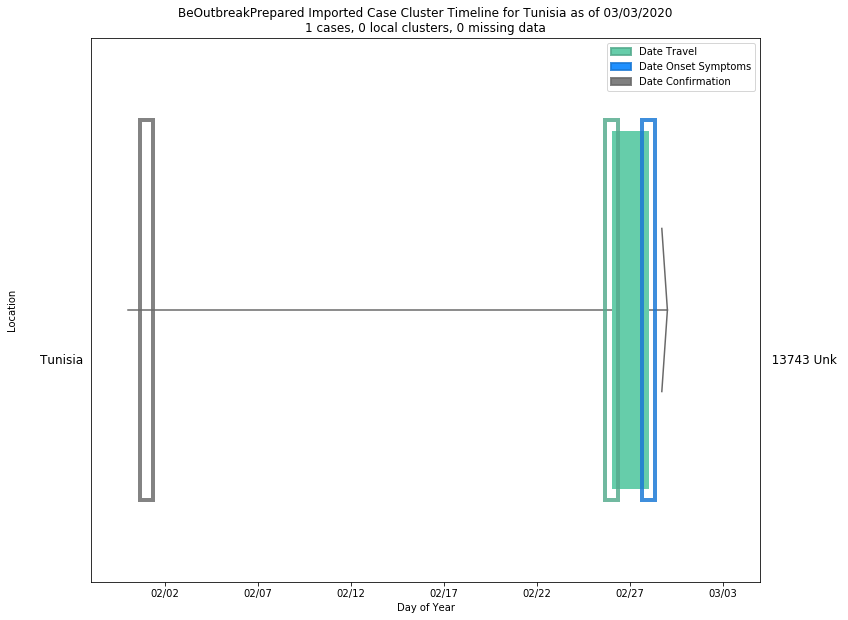 BeOutbreakPrepared Imported Case Cluster Timeline for Tunisia as of 03/03/2020
1 cases, 0 local clusters, 0 missing data
Date Travel
Date Onset Symptoms
Date Confirmation
Location
Tunisia
13743 Unk
02/02 02/07 02/12 02/17 02/22 02/27 03/03
Day of Year